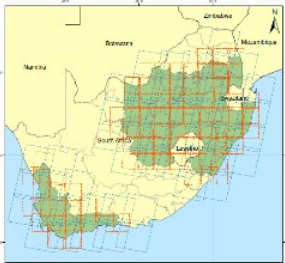 Zimbabwe
N
Botswana
Mozambique
Namibia
Swaziland
South Africa
Lesotho